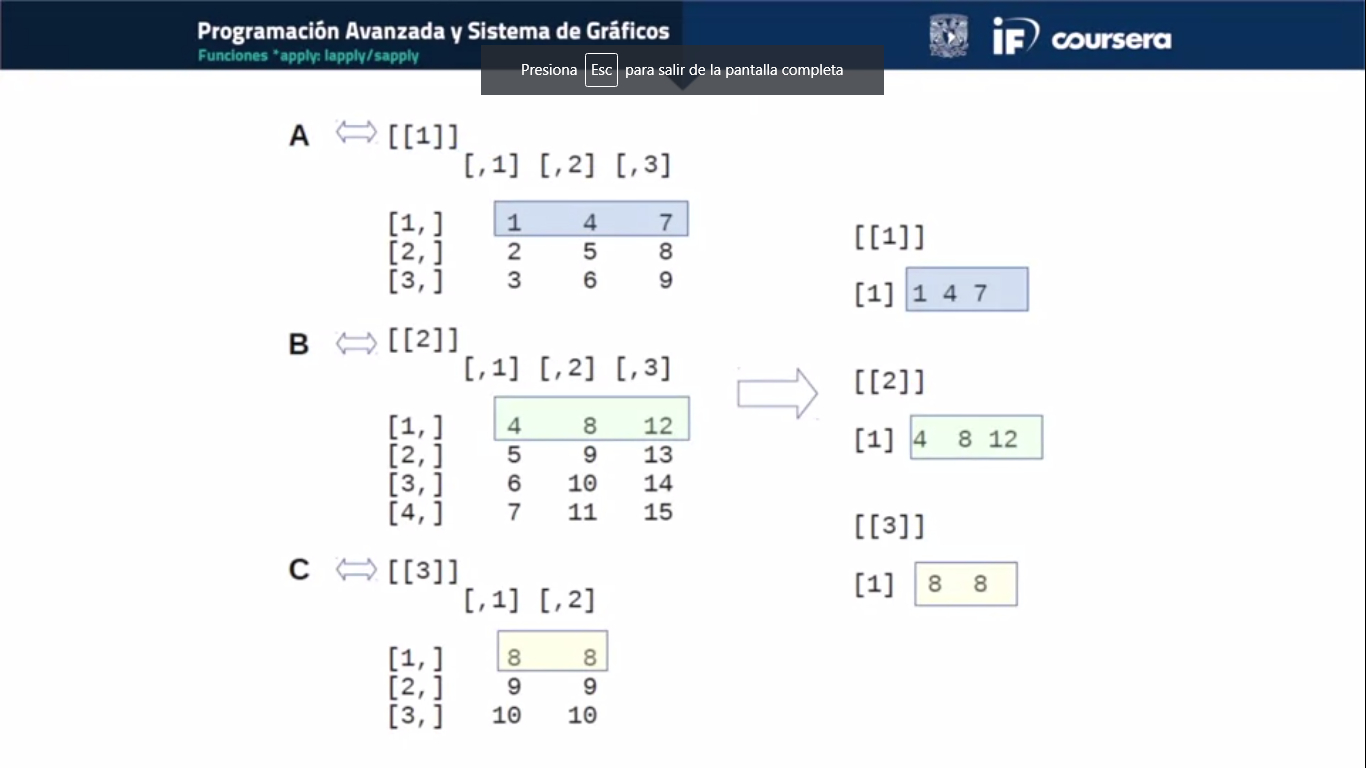 Programación Avanzada y Sistema de Gráficos
Funciones *apply: lapply/sapply
iF coursera
Presiona Esc para salir de la pantalla completa
A [[1]]
[,1] [,2] [,3]
[1,] 1 4 7
[2,] 2 5 8
[3,] 3 6 9
B [[2]]
[,1] [,2] [,3]
[1,] 4 8 12
[2,] 5 9 13
[3,] 6 10 14
[4,] 7 11 15
C [[3]]
[,1] [,2]
[1,] 8 8
[2,] 9 9
[3,] 10 10
[[1]]
[1] 1 4 7
[[2]]
[1] 4 8 12
[[3]]
[1] 8 8